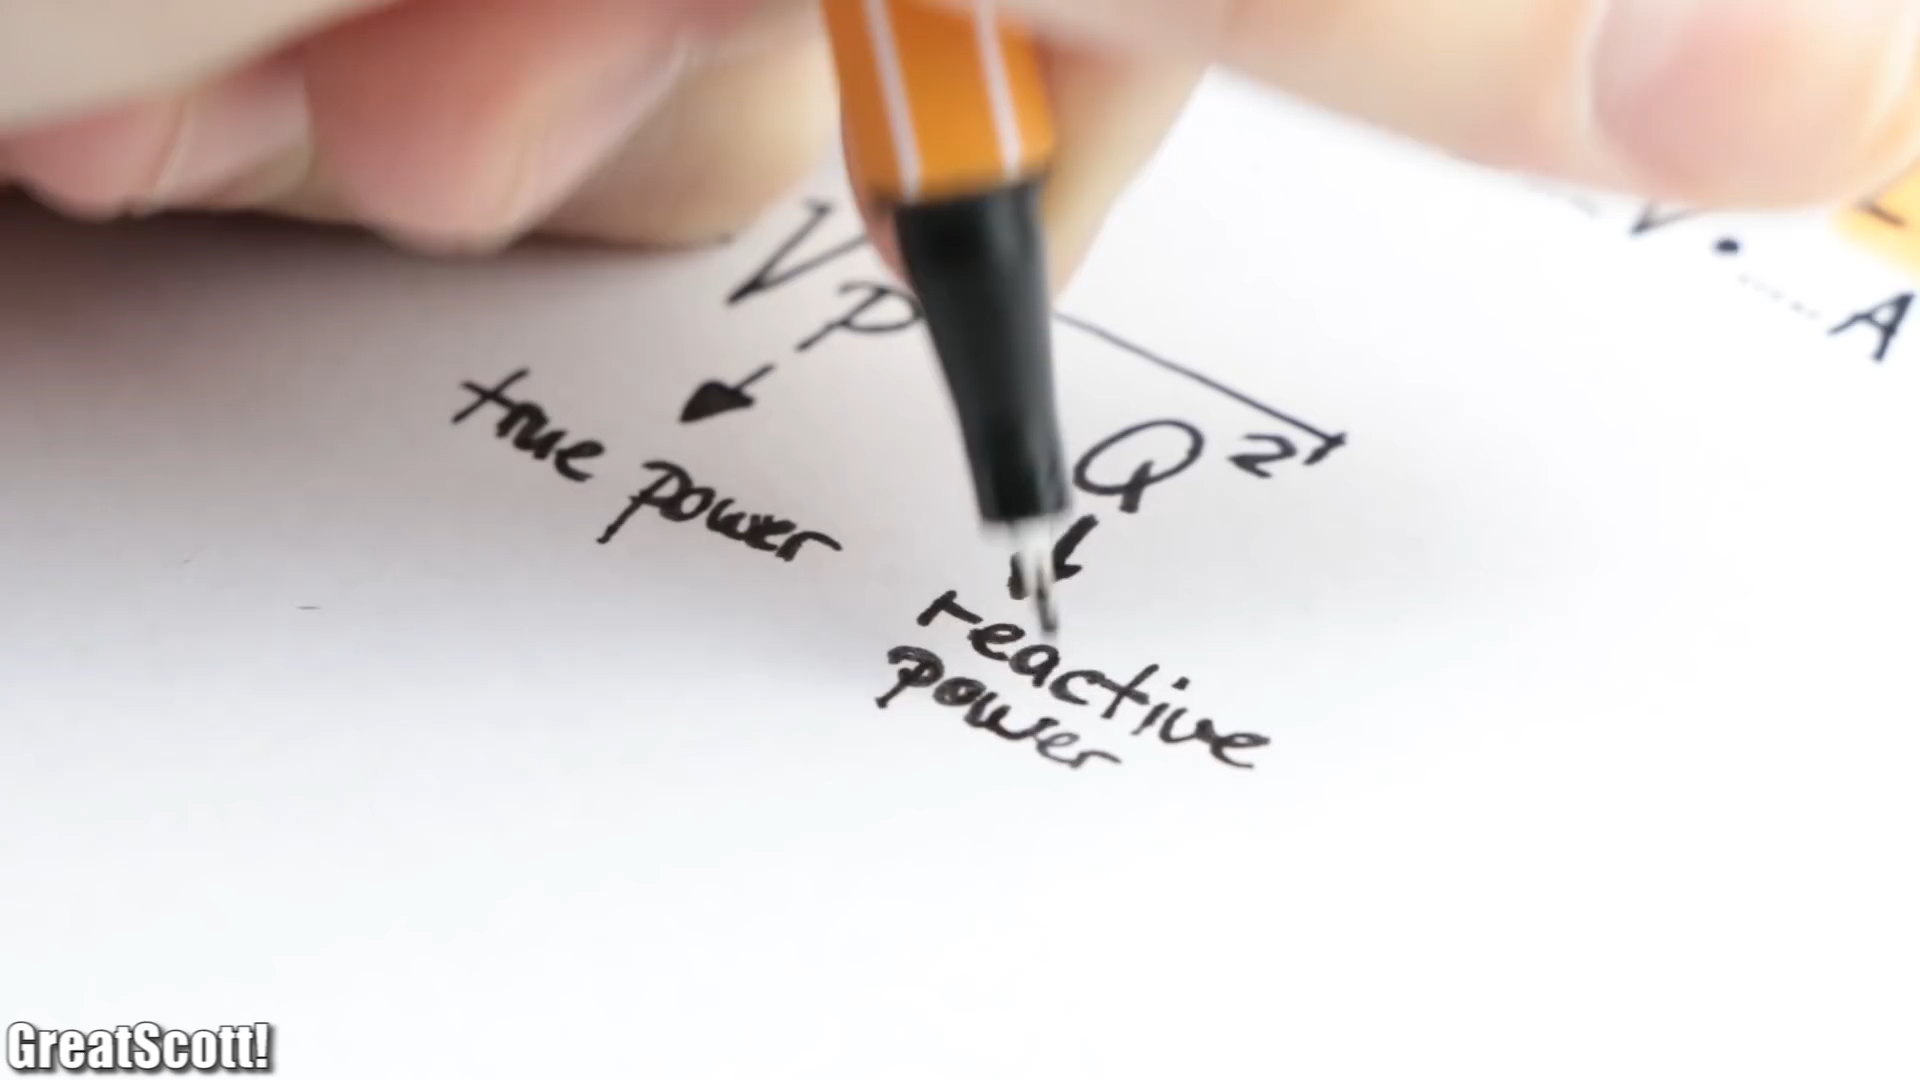 V.
A
√P
Q²
true power
reactive
power
GreatScott!